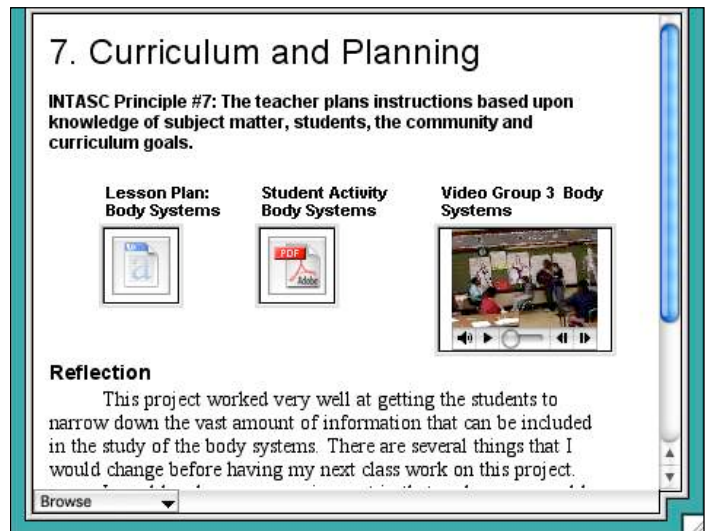 7. Curriculum and Planning
INTASC Principle #7: The teacher plans instructions based upon
knowledge of subject matter, students, the community and
curriculum goals.
Lesson Plan:
Body Systems
Student Activity
Body Systems
Video Group 3 Body
Systems
PDF
Adobe
Reflection
This project worked very well at getting the students to
narrow down the vast amount of information that can be included
in the study of the body systems. There are several things that I
would change before having my next class work on this project.
Browse